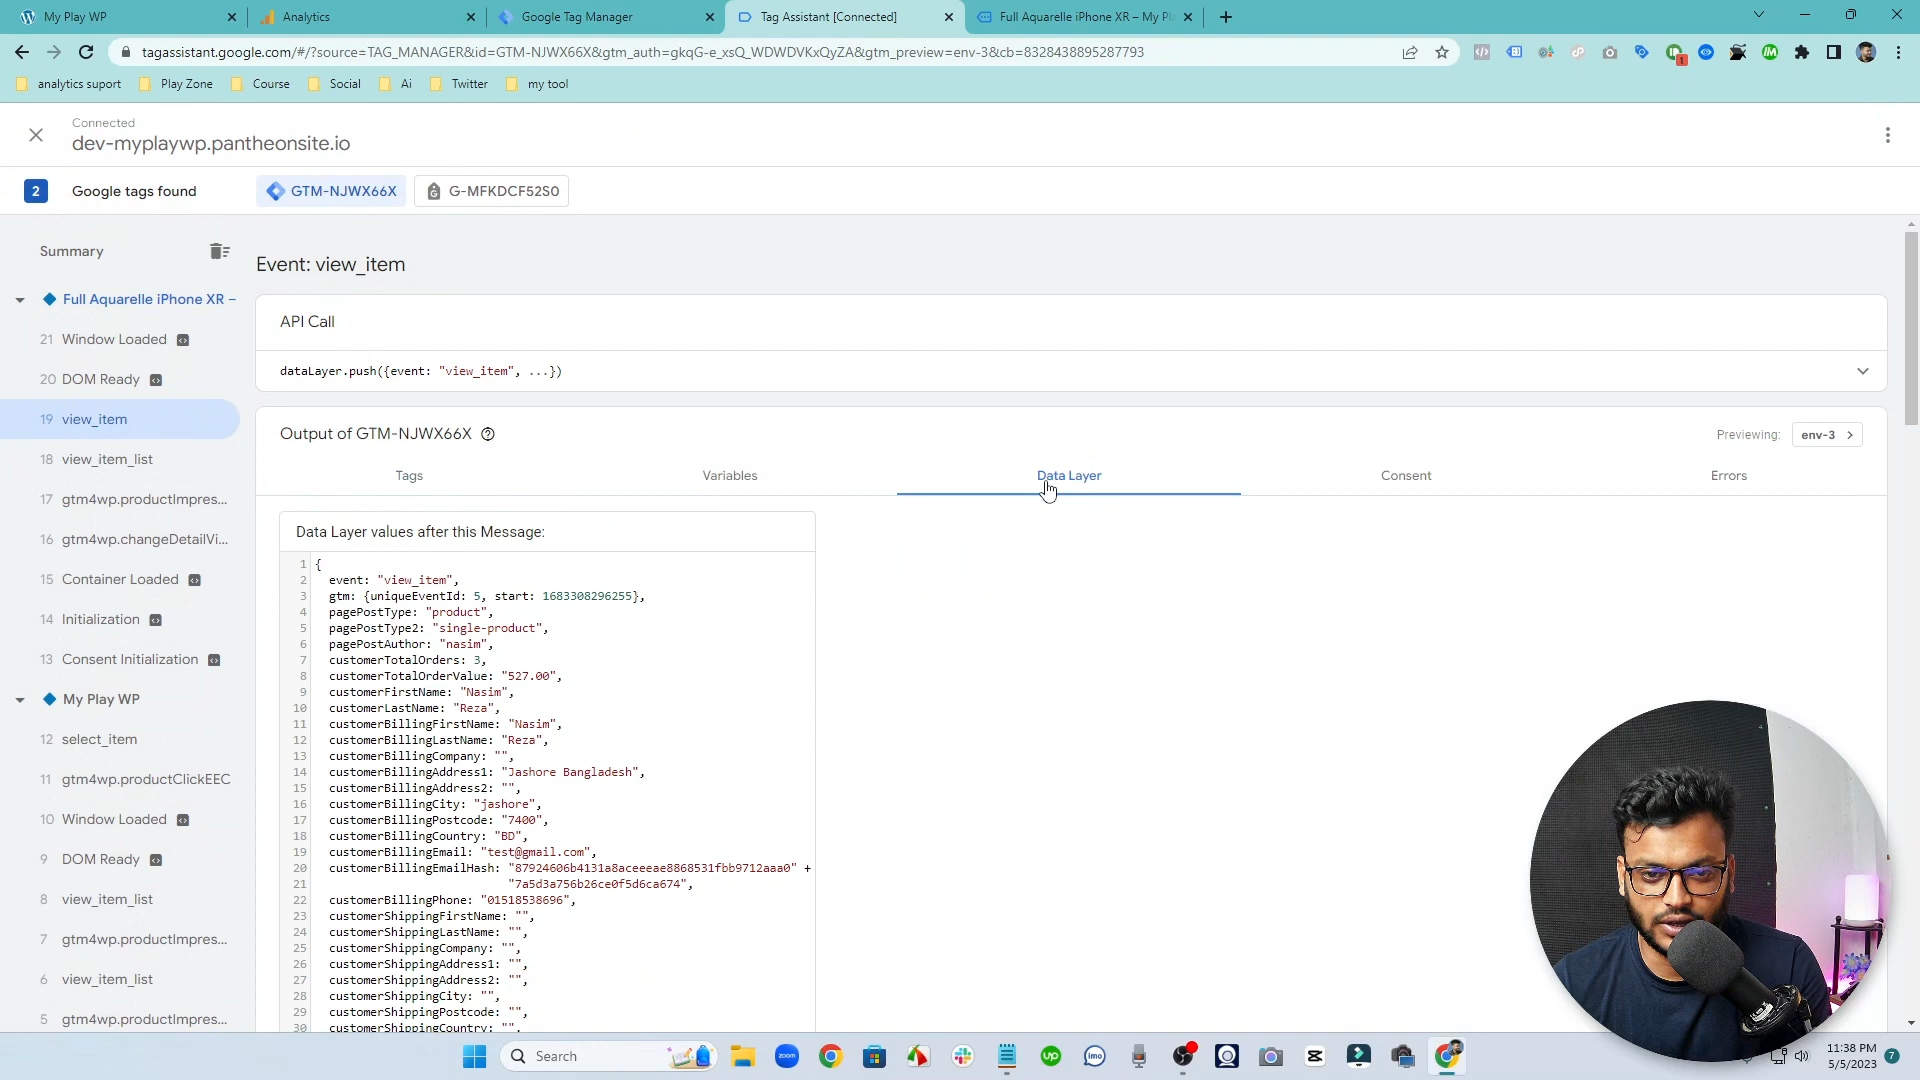 My Play WP
Analytics
Google Tag Manager
Tag Assistant [Connected]
Full Aquarelle iPhone XR – My Pl
tagassistant.google.com/#/?source=TAG_MANAGER&id=GTM-NJWX66X&gtm_auth=gkqG-e_xsQ_WDWDVKxQyZA&gtm_preview=env-3&cb=8328438895287793
analytics suport
Play Zone
Course
Social
Ai
Twitter
my tool
Connected
dev-myplaywp.pantheonsite.io
2
Google tags found
GTM-NJWX66X
G-MFKDCF52S0
Summary
Full Aquarelle iPhone XR –
21 Window Loaded
20 DOM Ready
19 view_item
18 view_item_list
17 gtm4wp.productImpres...
16 gtm4wp.changeDetailVi...
15 Container Loaded
14 Initialization
13 Consent Initialization
My Play WP
12 select_item
11 gtm4wp.productClickEEC
10 Window Loaded
9 DOM Ready
8 view_item_list
7 gtm4wp.productImpres...
6 view_item_list
5 gtm4wp.productImpres...
Event: view_item
API Call
dataLayer.push({event: "view_item", ...})
Output of GTM-NJWX66X
Previewing:
env-3
Tags
Variables
Data Layer
Consent
Errors
Data Layer values after this Message:
1 {
2 event: "view_item",
3 gtm: {uniqueEventId: 5, start: 1683308296255},
4 pagePostType: "product",
5 pagePostType2: "single-product",
6 pagePostAuthor: "nasim",
7 customerTotalOrders: 3,
8 customerTotalOrderValue: "527.00",
9 customerFirstName: "Nasim",
10 customerLastName: "Reza",
11 customerBillingFirstName: "Nasim",
12 customerBillingLastName: "Reza",
13 customerBillingCompany: "",
14 customerBillingAddress1: "Jashore Bangladesh",
15 customerBillingAddress2: "",
16 customerBillingCity: "jashore",
17 customerBillingPostcode: "7400",
18 customerBillingCountry: "BD",
19 customerBillingEmail: "test@gmail.com",
20 customerBillingEmailHash: "87924606b4131a8aceeeae8868531fbb9712aaa0" +
21 "7a5d3a756b26ce0f5d6ca674",
22 customerBillingPhone: "01518538696",
23 customerShippingFirstName: "",
24 customerShippingLastName: "",
25 customerShippingCompany: "",
26 customerShippingAddress1: "",
27 customerShippingAddress2: "",
28 customerShippingCity: "",
29 customerShippingPostcode: "",
30 customerShippingCountry: "",
Search
zoom
up
imo
11:38 PM
5/5/2023
7